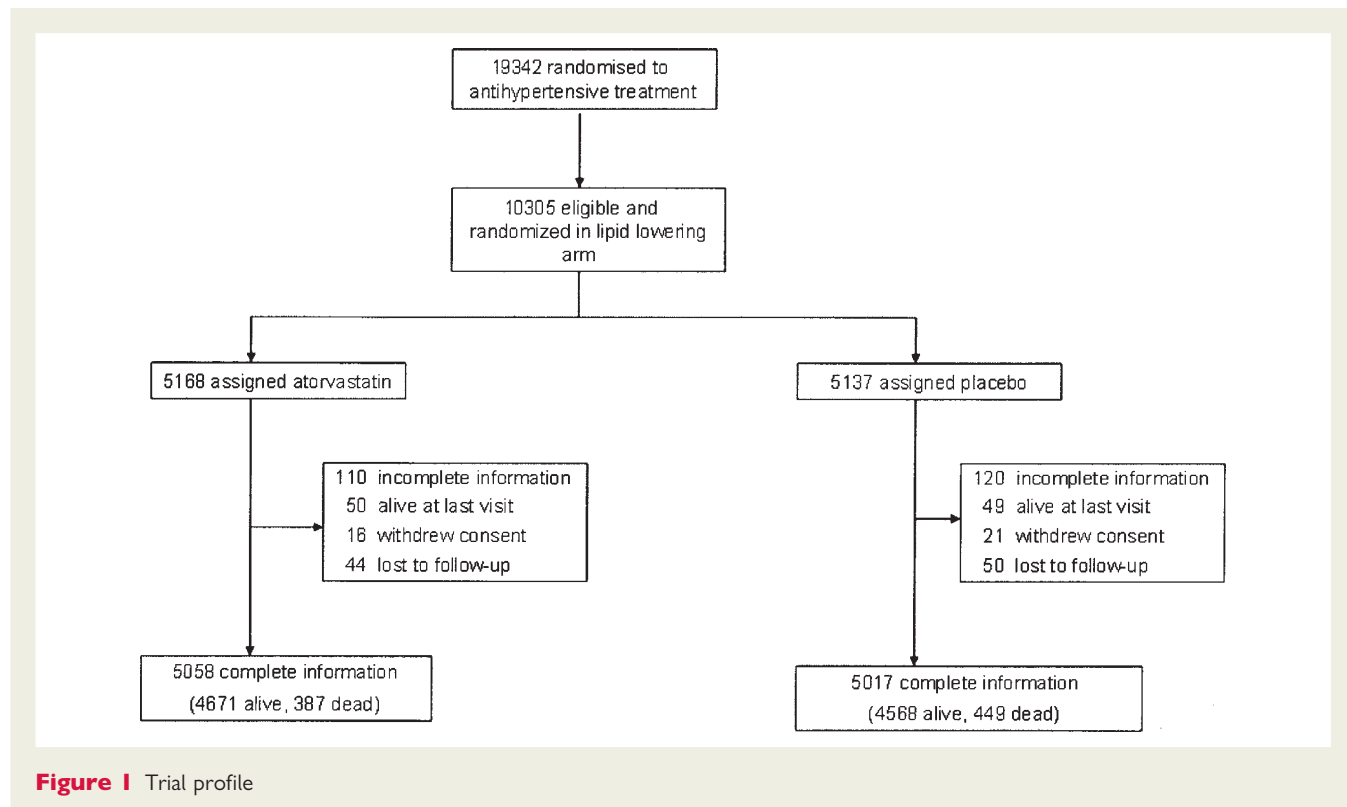 19342 randomised to
antihypertensive treatment
10305 eligible and
randomized in lipid lowering
arm
5168 assigned atorvastatin
5137 assigned placebo
110 incomplete information
50 alive at last visit
16 withdrew consent
44 lost to follow-up
120 incomplete information
49 alive at last visit
21 withdrew consent
50 lost to follow-up
5058 complete information
(4671 alive, 387 dead)
5017 complete information
(4568 alive, 449 dead)
Figure 1 Trial profile